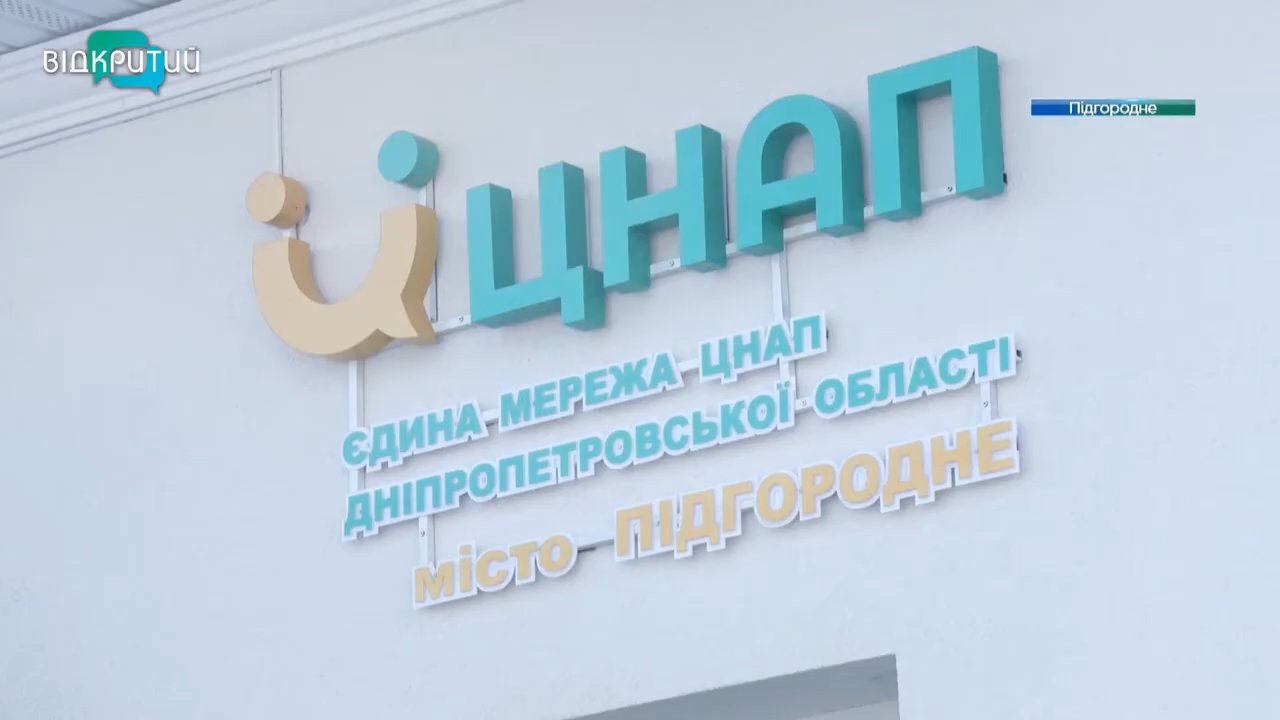 ВІДКРИТИЙ
Підгородне
ЦНАП
ЄДИНА МЕРЕЖА ЦНАП
ДНІПРОПЕТРОВСЬКОЇ ОБЛАСТІ
МІСТО ПІДГОРОДНЕ